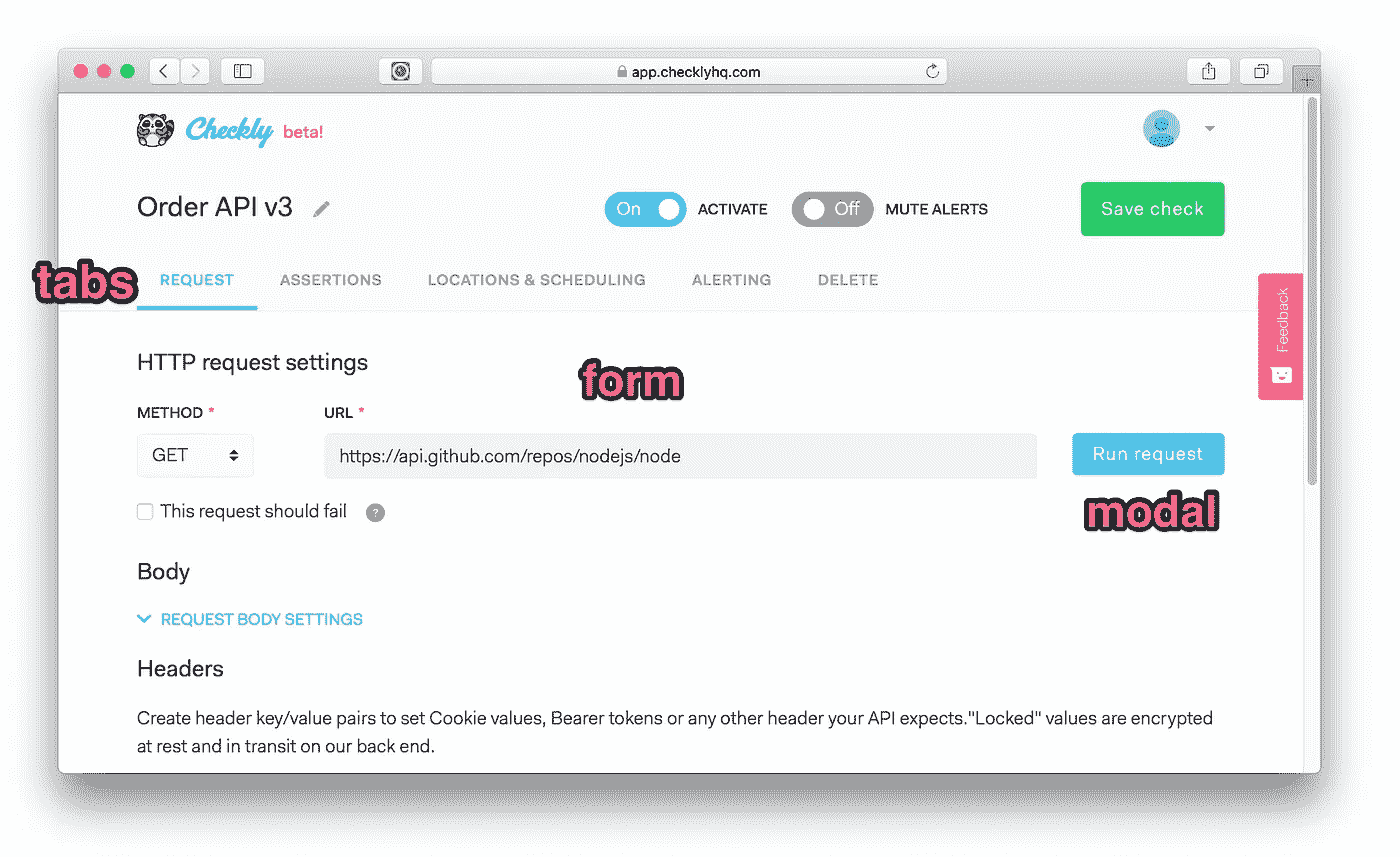 app.checklyhq.com
Checkly beta!
Order API v3
On ACTIVATE Off MUTE ALERTS Save check
tabs REQUEST ASSERTIONS LOCATIONS & SCHEDULING ALERTING DELETE
Feedback
HTTP request settings
form
METHOD * URL *
GET https://api.github.com/repos/nodejs/node Run request
modal
This request should fail ?
Body
REQUEST BODY SETTINGS
Headers
Create header key/value pairs to set Cookie values, Bearer tokens or any other header your API expects."Locked" values are encrypted
at rest and in transit on our back end.